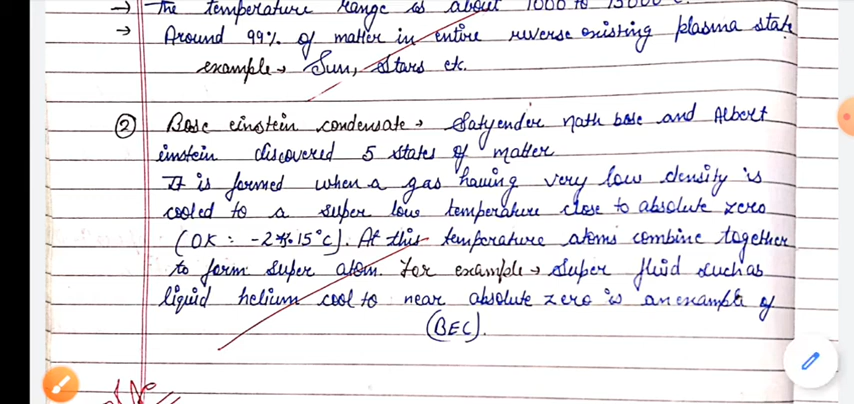 → The temperature range is about 1000 to 15000
→ Around 99% of matter in entire reverse existing plasma state
example → Sun, Stars etc.
② Bose einstein condensate → Satyender nath bose and Albert
einstein discovered 5 states of matter.
It is formed when a gas having very low density is
cooled to a super low temperature close to absolute zero
(0K = -273.15°C). At this temperature atoms combine together
to form super atom. For example → Super fluid such as
liquid helium cool to near absolute zero is an example of
(BEC).